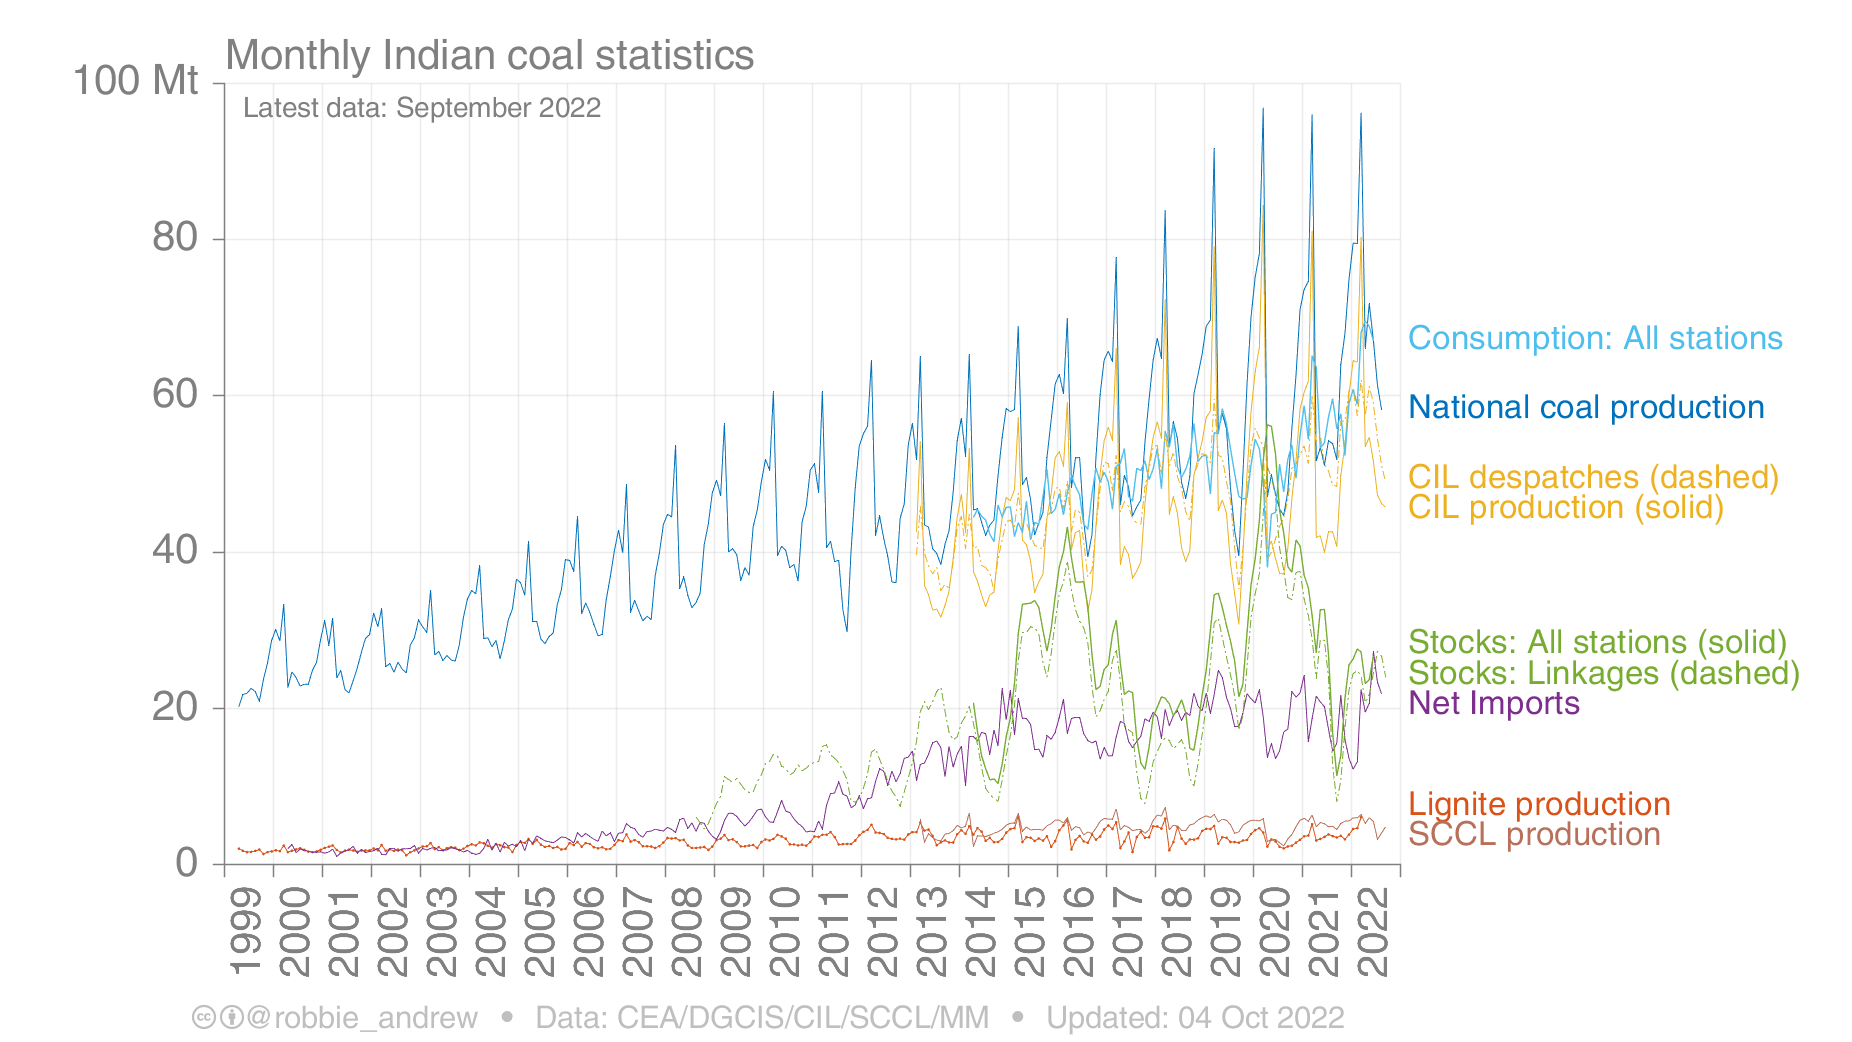 Monthly Indian coal statistics
100 Mt
Latest data: September 2022
80
60
40
20
0
Consumption: All stations
National coal production
CIL despatches (dashed)
CIL production (solid)
Stocks: All stations (solid)
Stocks: Linkages (dashed)
Net Imports
Lignite production
SCCL production
1999 2000 2001 2002 2003 2004 2005 2006 2007 2008 2009 2010 2011 2012 2013 2014 2015 2016 2017 2018 2019 2020 2021 2022
cc @robbie_andrew • Data: CEA/DGCIS/CIL/SCCL/MM • Updated: 04 Oct 2022